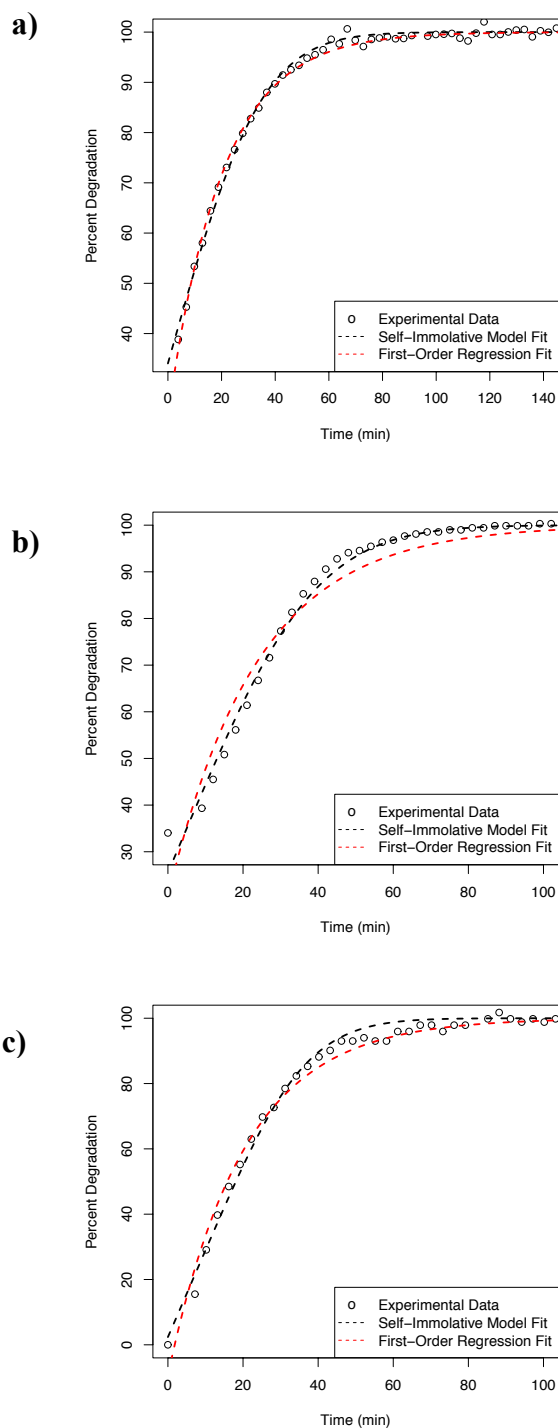 a)
100
90
80
70
60
50
40
Percent Degradation
o Experimental Data
Self-Immolative Model Fit
First-Order Regression Fit
0 20 40 60 80 100 120 140
Time (min)
b)
100
90
80
70
60
50
40
30
Percent Degradation
o Experimental Data
Self-Immolative Model Fit
First-Order Regression Fit
0 20 40 60 80 100
Time (min)
c)
100
80
60
40
20
0
Percent Degradation
o Experimental Data
Self-Immolative Model Fit
First-Order Regression Fit
0 20 40 60 80 100
Time (min)